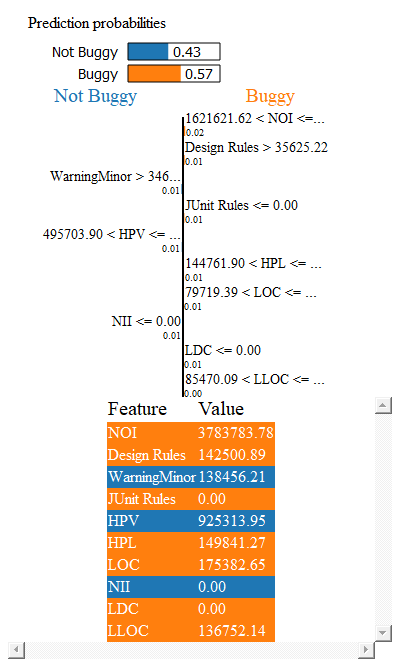 Prediction probabilities
Not Buggy 0.43
Buggy 0.57
Not Buggy Buggy
1621621.62 < NOI <=...
0.02
Design Rules > 35625.22
0.01
WarningMinor > 346...
0.01
JUnit Rules <= 0.00
0.01
495703.90 < HPV <= ...
0.01
144761.90 < HPL <= ...
0.01
79719.39 < LOC <= ...
0.01
NII <= 0.00
0.01
LDC <= 0.00
0.01
85470.09 < LLOC <= ...
0.00
Feature Value
NOI 3783783.78
Design Rules 142500.89
WarningMinor 138456.21
JUnit Rules 0.00
HPV 925313.95
HPL 149841.27
LOC 175382.65
NII 0.00
LDC 0.00
LLOC 136752.14